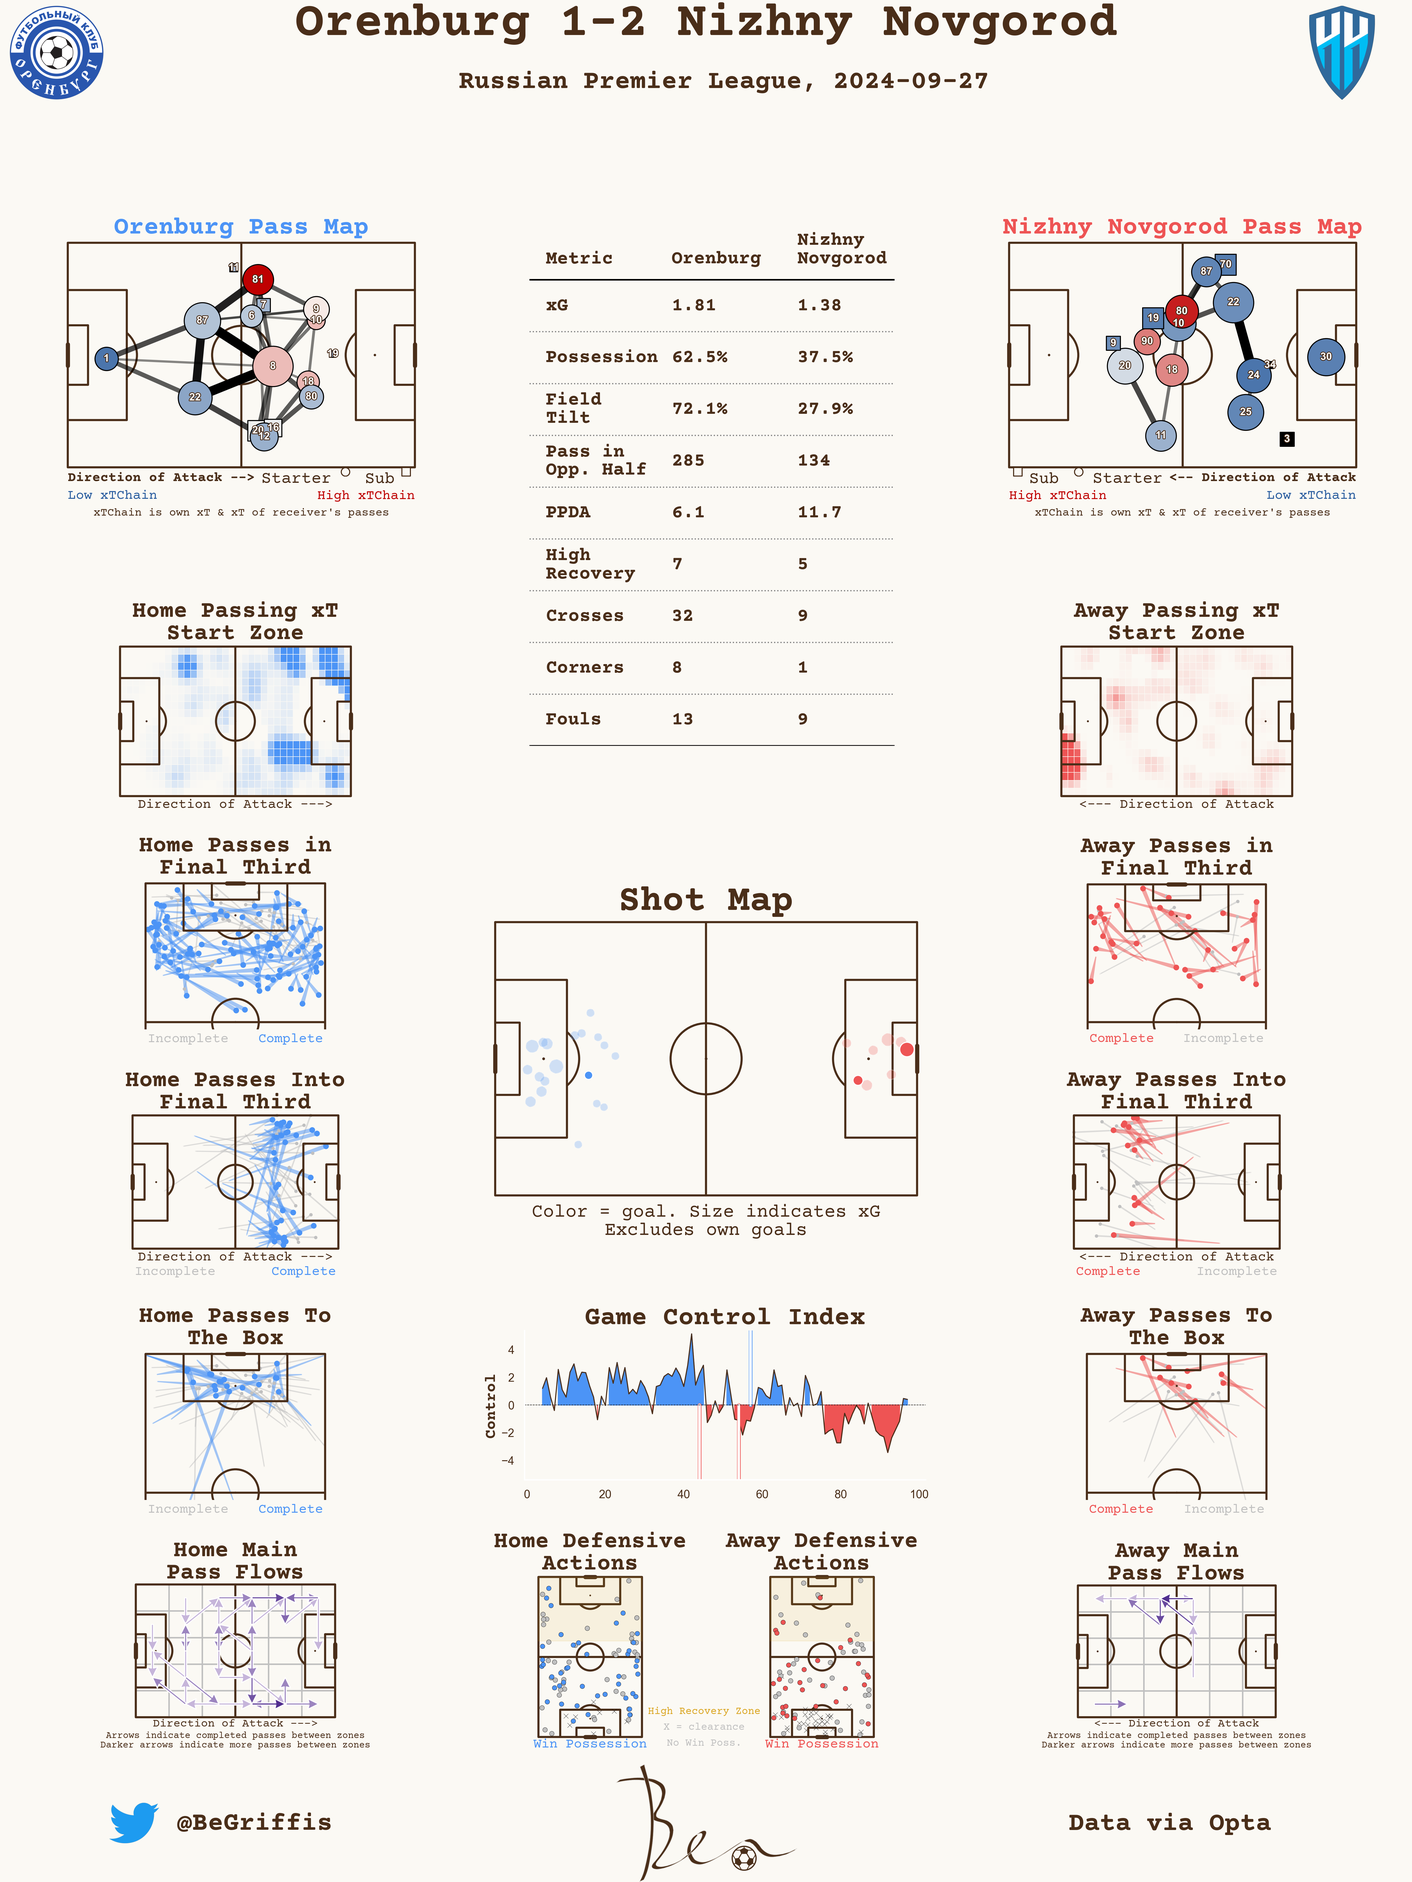 Orenburg 1-2 Nizhny Novgorod
Russian Premier League, 2024-09-27
ФУТБОЛЬНЫЙ КЛУБ
ОРЕНБУРГ
Orenburg Pass Map
11
81
7
6
9
10
87
1
19
8
18
80
22
20
16
12
Direction of Attack --> Starter Sub
Low xTChain High xTChain
xTChain is own xT & xT of receiver's passes
Metric Orenburg Nizhny Novgorod
xG 1.81 1.38
Possession 62.5% 37.5%
Field Tilt 72.1% 27.9%
Pass in Opp. Half 285 134
PPDA 6.1 11.7
High Recovery 7 5
Crosses 32 9
Corners 8 1
Fouls 13 9
Nizhny Novgorod Pass Map
70
87
22
80
19
10
9
90
20
18
34
24
30
25
11
3
Sub Starter <-- Direction of Attack
High xTChain Low xTChain
xTChain is own xT & xT of receiver's passes
Home Passing xT
Start Zone
Direction of Attack --->
Away Passing xT
Start Zone
<--- Direction of Attack
Home Passes in
Final Third
Incomplete Complete
Away Passes in
Final Third
Complete Incomplete
Shot Map
Color = goal. Size indicates xG
Excludes own goals
Home Passes Into
Final Third
Direction of Attack --->
Incomplete Complete
Away Passes Into
Final Third
<--- Direction of Attack
Complete Incomplete
Home Passes To
The Box
Incomplete Complete
Game Control Index
Control
4
2
0
−2
−4
0 20 40 60 80 100
Away Passes To
The Box
Complete Incomplete
Home Main
Pass Flows
Direction of Attack --->
Arrows indicate completed passes between zones
Darker arrows indicate more passes between zones
Home Defensive
Actions
Win Possession
High Recovery Zone
X = clearance
No Win Poss.
Away Defensive
Actions
Win Possession
Away Main
Pass Flows
<--- Direction of Attack
Arrows indicate completed passes between zones
Darker arrows indicate more passes between zones
@BeGriffis
Ben
Data via Opta